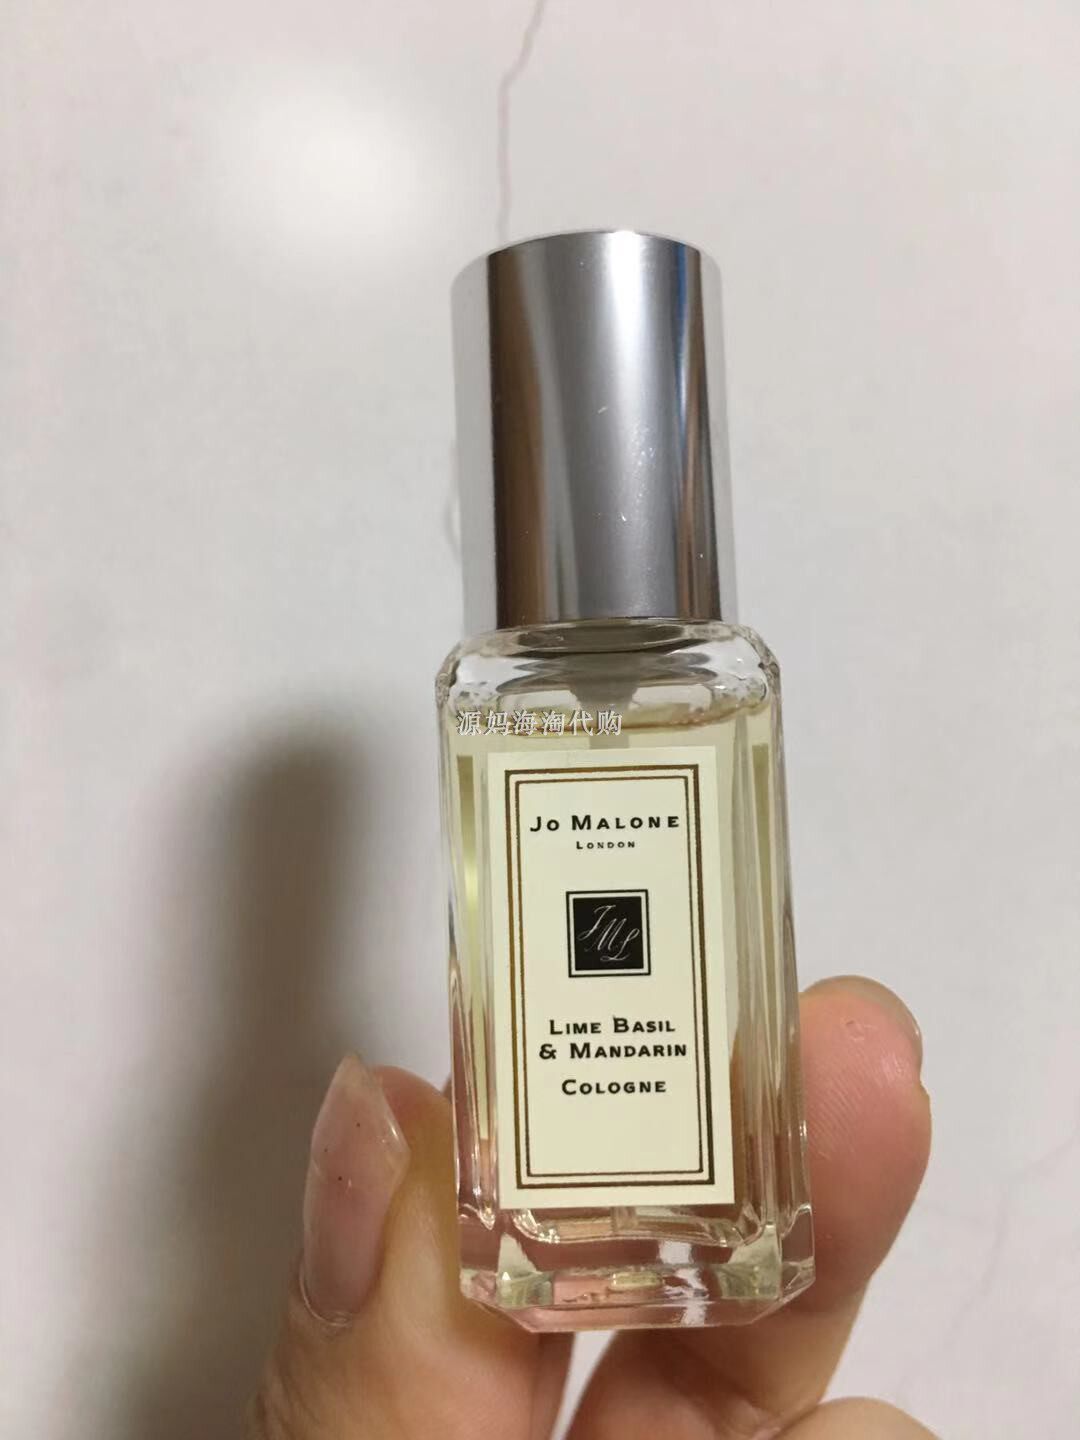 源妈海淘代购
JO MALONE
LONDON
JML
LIME BASIL
& MANDARIN
COLOGNE